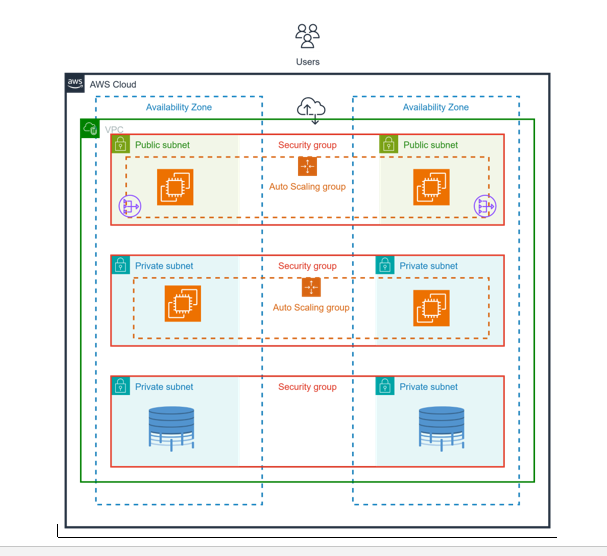 Users
aws
AWS Cloud
Availability Zone
Availability Zone
VPC
Public subnet
Security group
Public subnet
Auto Scaling group
Private subnet
Security group
Private subnet
Auto Scaling group
Private subnet
Security group
Private subnet